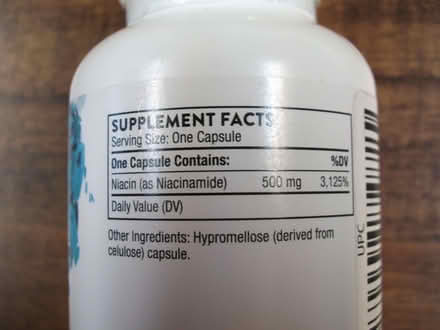 SUPPLEMENT FACTS
Serving Size: One Capsule
One Capsule Contains: %DV
Niacin (as Niacinamide) 500 mg 3,125%
Daily Value (DV)
Other Ingredients: Hypromellose (derived from
celulose) capsule.
UPC